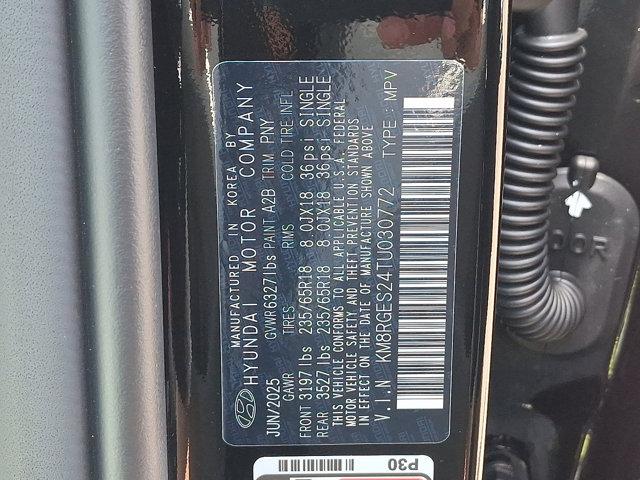 MANUFACTURED IN KOREA BY
HYUNDAI MOTOR COMPANY
JUN/2025 GVWR 6327 lbs PAINT A2B TRIM PNY
GAWR TIRES RIMS COLD TIRE INFL
FRONT 3197 lbs 235/65R18 8.0JX18 36psi SINGLE
REAR 3527 lbs 235/65R18 8.0JX18 36psi SINGLE
THIS VEHICLE CONFORMS TO ALL APPLICABLE U.S.A. FEDERAL
MOTOR VEHICLE SAFETY AND THEFT PREVENTION STANDARDS
IN EFFECT ON THE DATE OF MANUFACTURE SHOWN ABOVE
V.I.N KM8RGES24TU030772 TYPE: MPV
P30
DOOR